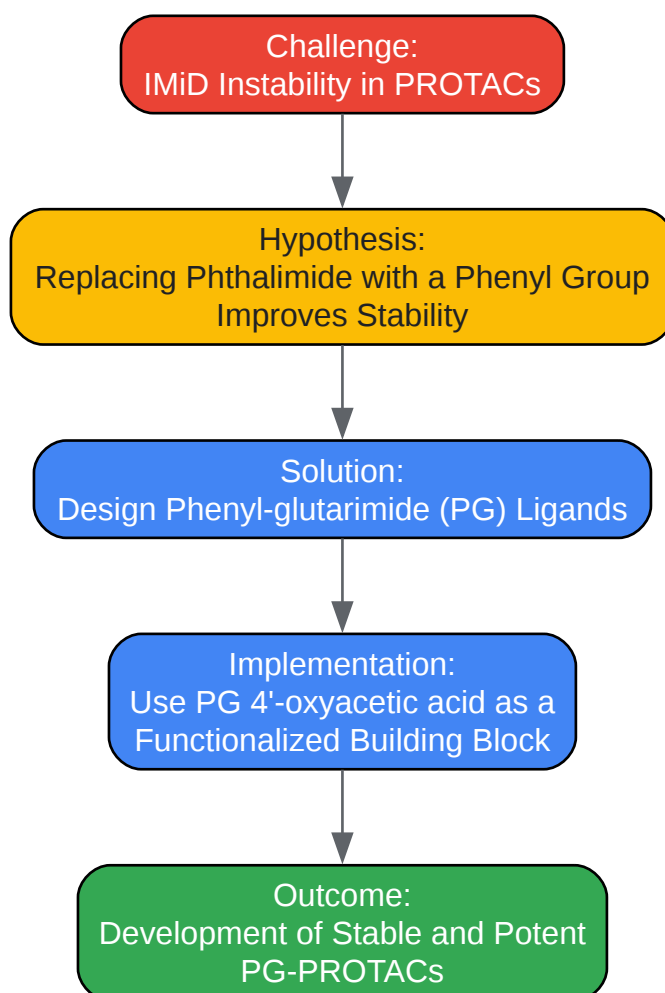 Challenge:
IMiD Instability in PROTACs
Hypothesis:
Replacing Phthalimide with a Phenyl Group
Improves Stability
Solution:
Design Phenyl-glutarimide (PG) Ligands
Implementation:
Use PG 4'-oxyacetic acid as a
Functionalized Building Block
Outcome:
Development of Stable and Potent
PG-PROTACs